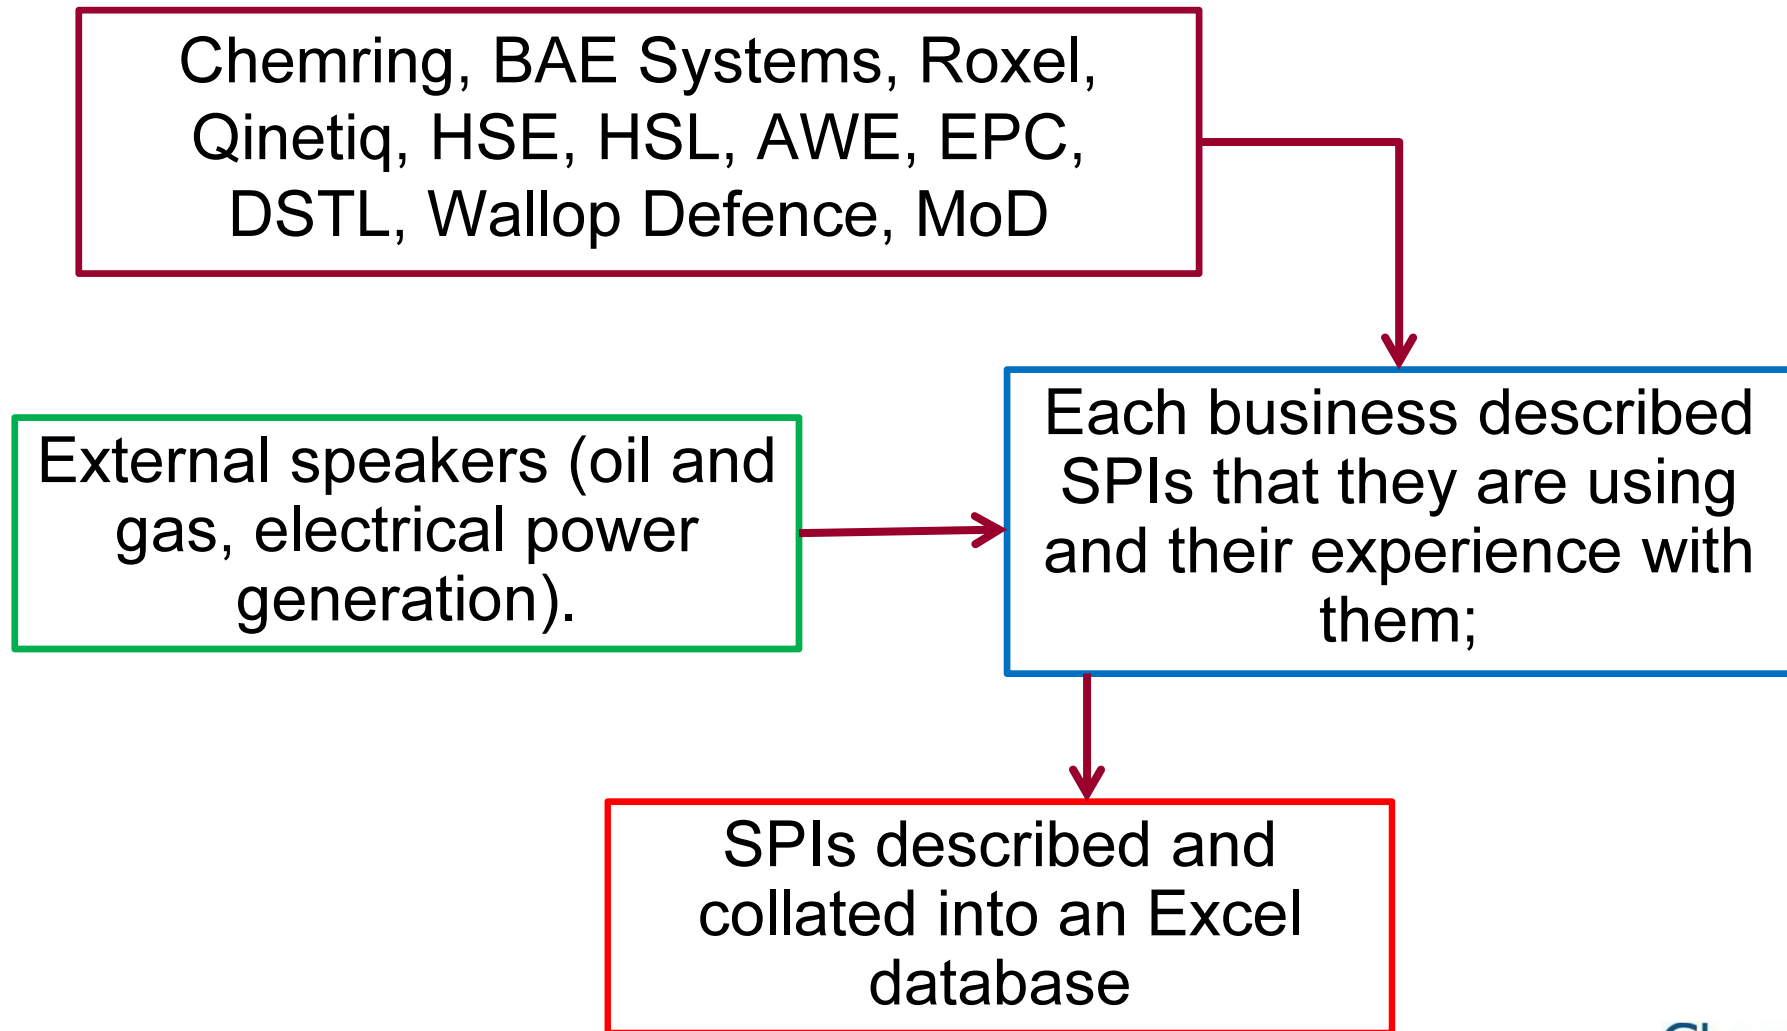 Chemring, BAE Systems, Roxel,
Qinetiq, HSE, HSL, AWE, EPC,
DSTL, Wallop Defence, MoD
External speakers (oil and
gas, electrical power
generation).
Each business described
SPIs that they are using
and their experience with
them;
SPIs described and
collated into an Excel
database